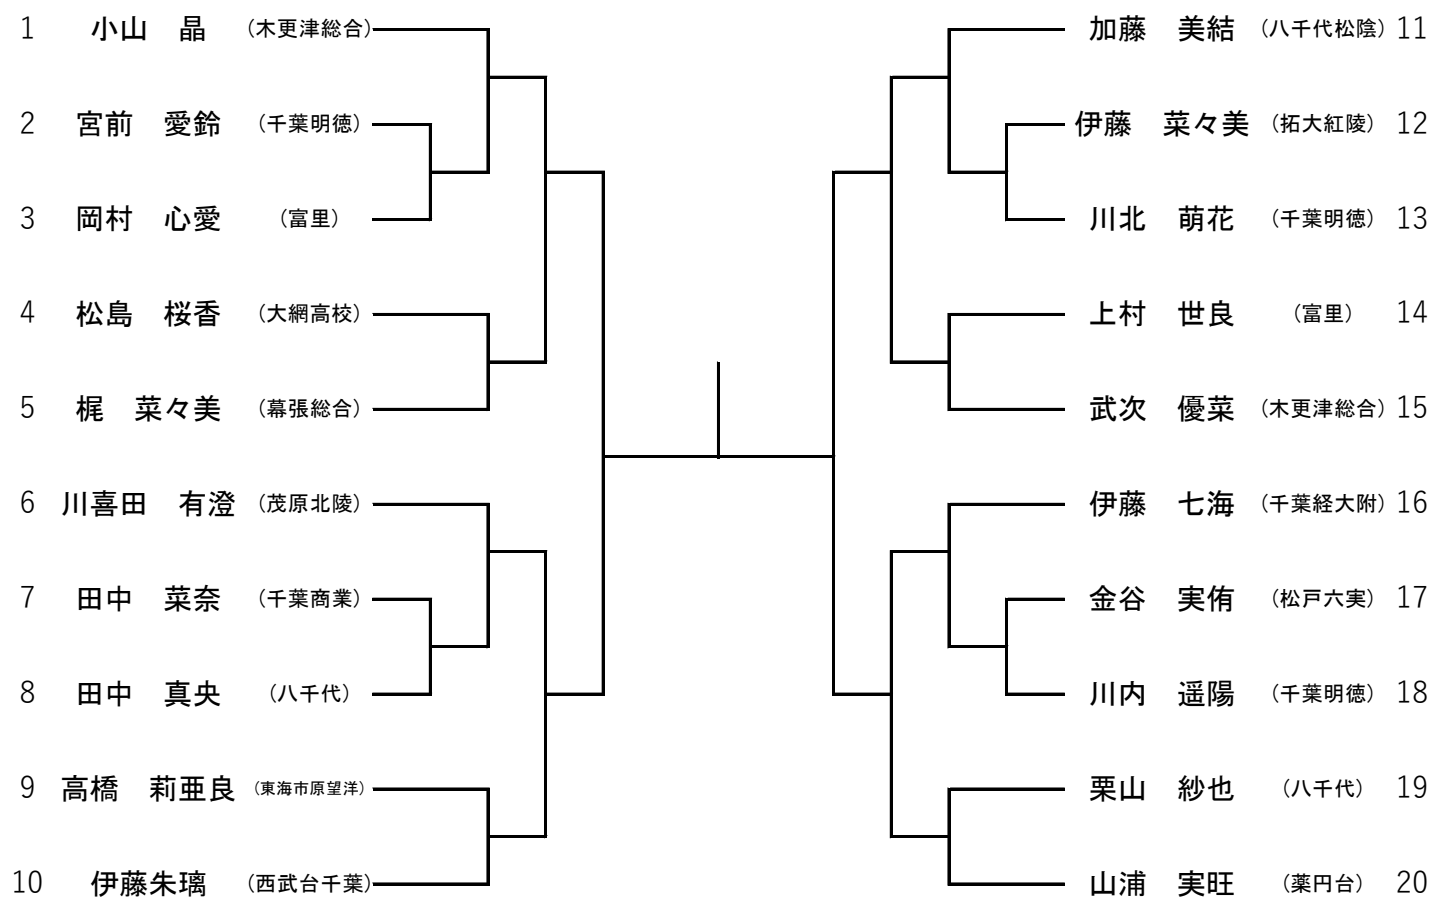 1 小山 晶 (木更津総合)
2 宮前 愛鈴 (千葉明徳)
3 岡村 心愛 (富里)
4 松島 桜香 (大網高校)
5 梶 菜々美 (幕張総合)
6 川喜田 有澄 (茂原北陵)
7 田中 菜奈 (千葉商業)
8 田中 真央 (八千代)
9 高橋 莉亜良 (東海市原望洋)
10 伊藤朱璃 (西武台千葉)
加藤 美結 (八千代松陰) 11
伊藤 菜々美 (拓大紅陵) 12
川北 萌花 (千葉明徳) 13
上村 世良 (富里) 14
武次 優菜 (木更津総合) 15
伊藤 七海 (千葉経大附) 16
金谷 実侑 (松戸六実) 17
川内 遥陽 (千葉明徳) 18
栗山 紗也 (八千代) 19
山浦 実旺 (薬円台) 20